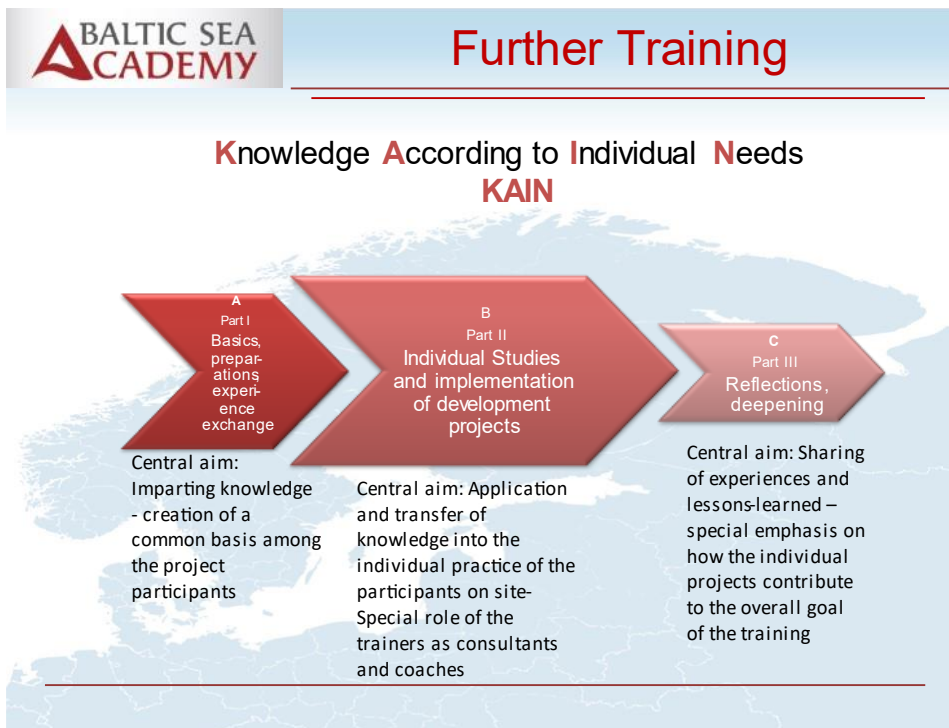 BALTIC SEA
ACADEMY
Further Training
Knowledge According to Individual Needs
KAIN
A
Part I
Basics,
prepar-
ations,
experi-
ence
exchange
B
Part II
Individual Studies
and implementation
of development
projects
C
Part III
Reflections,
deepening
Central aim:
Imparting knowledge
- creation of a
common basis among
the project
participants
Central aim: Application
and transfer of
knowledge into the
individual practice of the
participants on site-
Special role of the
trainers as consultants
and coaches
Central aim: Sharing
of experiences and
lessons-learned –
special emphasis on
how the individual
projects contribute
to the overall goal
of the training